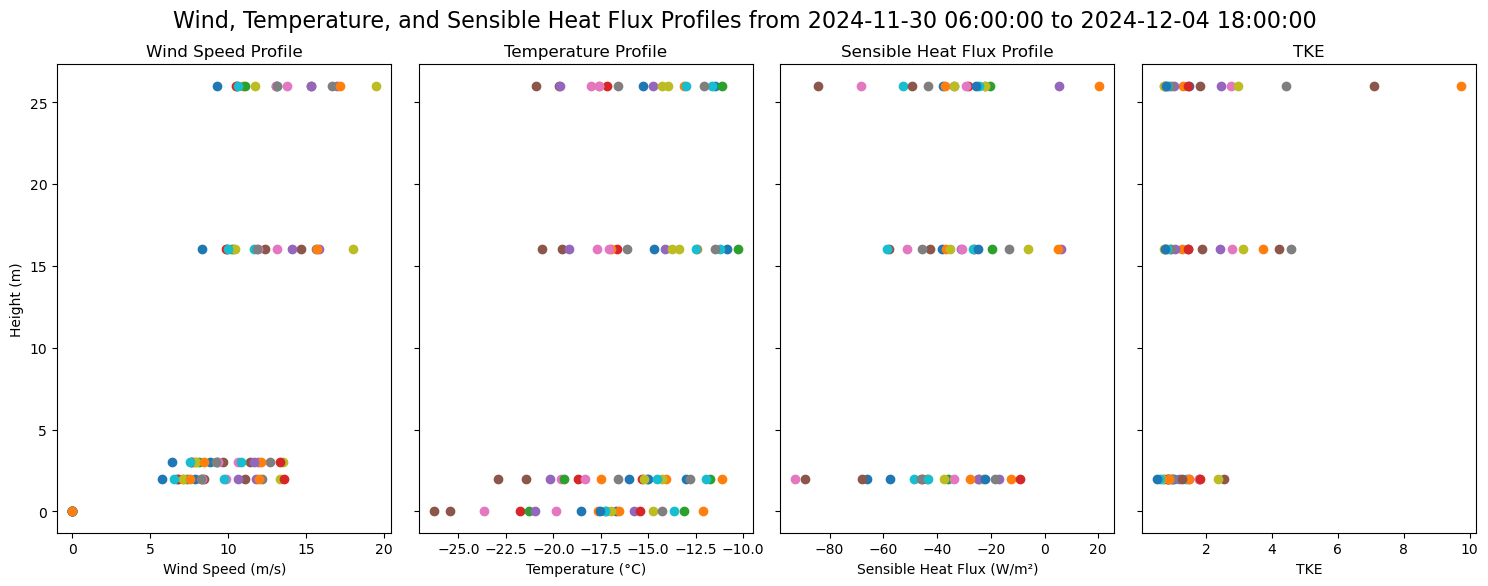 Wind, Temperature, and Sensible Heat Flux Profiles from 2024-11-30 06:00:00 to 2024-12-04 18:00:00
Wind Speed Profile
Temperature Profile
Sensible Heat Flux Profile
TKE
Height (m)
25
20
15
10
5
0
0 5 10 15 20
−25.0 −22.5 −20.0 −17.5 −15.0 −12.5 −10.0
−80 −60 −40 −20 0 20
2 4 6 8 10
Wind Speed (m/s)
Temperature (°C)
Sensible Heat Flux (W/m²)
TKE